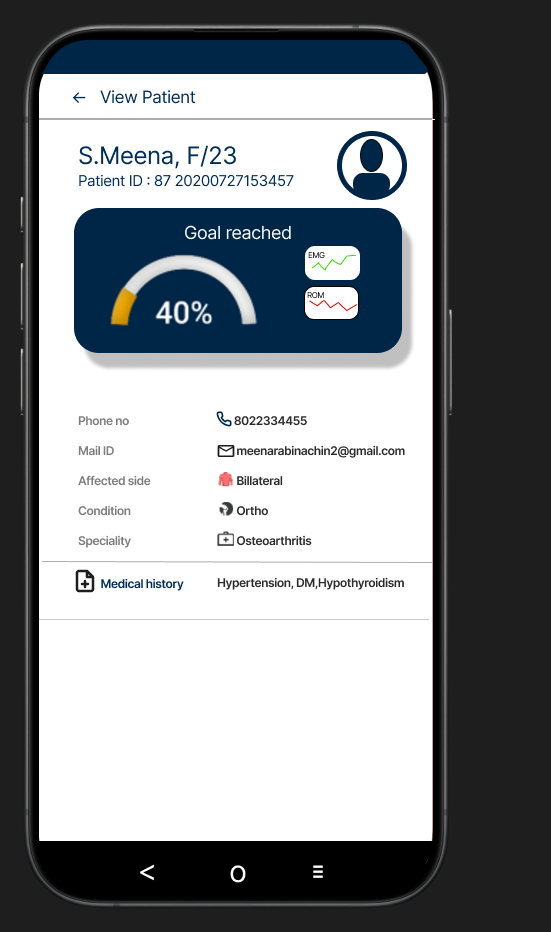 View Patient
S.Meena, F/23
Patient ID : 87 20200727153457
Goal reached
EMG
40%
ROM
Phone no 8022334455
Mail ID meenarabinachin2@gmail.com
Affected side Billateral
Condition Ortho
Speciality Osteoarthritis
Medical history Hypertension, DM,Hypothyroidism